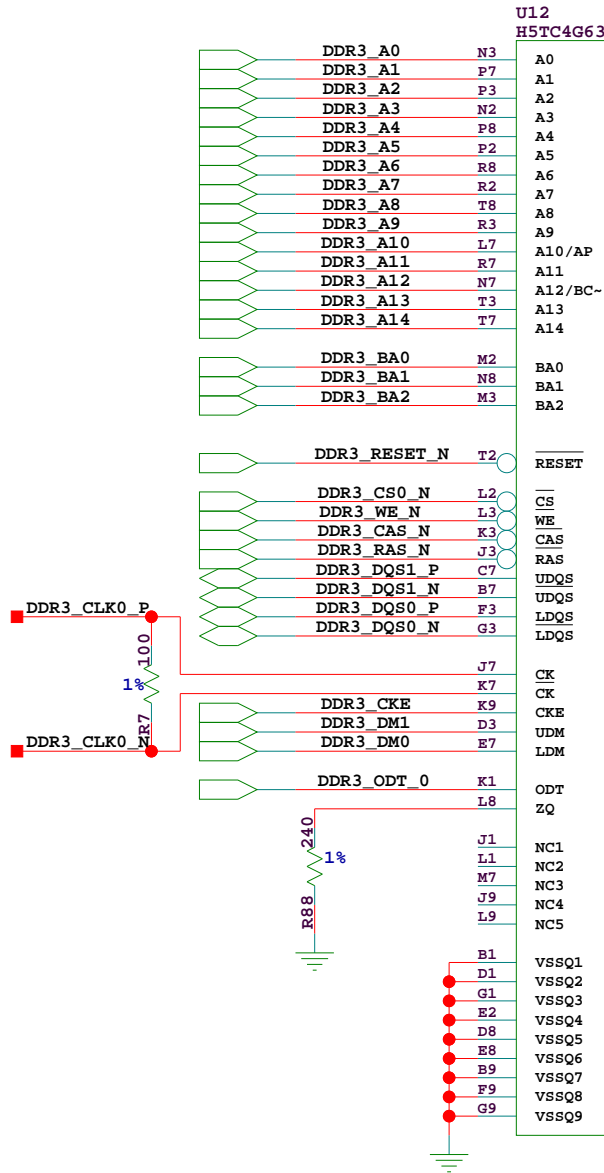 U12
H5TC4G63
DDR3_A0 N3 A0
DDR3_A1 P7 A1
DDR3_A2 P3 A2
DDR3_A3 N2 A3
DDR3_A4 P8 A4
DDR3_A5 P2 A5
DDR3_A6 R8 A6
DDR3_A7 R2 A7
DDR3_A8 T8 A8
DDR3_A9 R3 A9
DDR3_A10 L7 A10/AP
DDR3_A11 R7 A11
DDR3_A12 N7 A12/BC~
DDR3_A13 T3 A13
DDR3_A14 T7 A14
DDR3_BA0 M2 BA0
DDR3_BA1 N8 BA1
DDR3_BA2 M3 BA2
DDR3_RESET_N T2 RESET
DDR3_CS0_N L2 CS
DDR3_WE_N L3 WE
DDR3_CAS_N K3 CAS
DDR3_RAS_N J3 RAS
DDR3_DQS1_P C7 UDQS
DDR3_DQS1_N B7 UDQS
DDR3_CLK0_P DDR3_DQS0_P F3 LDQS
DDR3_DQS0_N G3 LDQS
100
1%
R7
J7 CK
K7 CK
DDR3_CKE K9 CKE
DDR3_DM1 D3 UDM
DDR3_CLK0_N DDR3_DM0 E7 LDM
DDR3_ODT_0 K1 ODT
L8 ZQ
240
1%
R88
J1 NC1
L1 NC2
M7 NC3
J9 NC4
L9 NC5
B1 VSSQ1
D1 VSSQ2
G1 VSSQ3
E2 VSSQ4
D8 VSSQ5
E8 VSSQ6
B9 VSSQ7
F9 VSSQ8
G9 VSSQ9